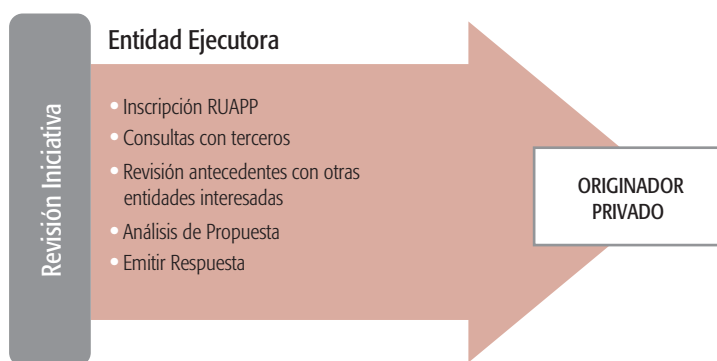 Revisión Iniciativa
Entidad Ejecutora
• Inscripción RUAPP
• Consultas con terceros
• Revisión antecedentes con otras
entidades interesadas
• Análisis de Propuesta
• Emitir Respuesta
ORIGINADOR
PRIVADO